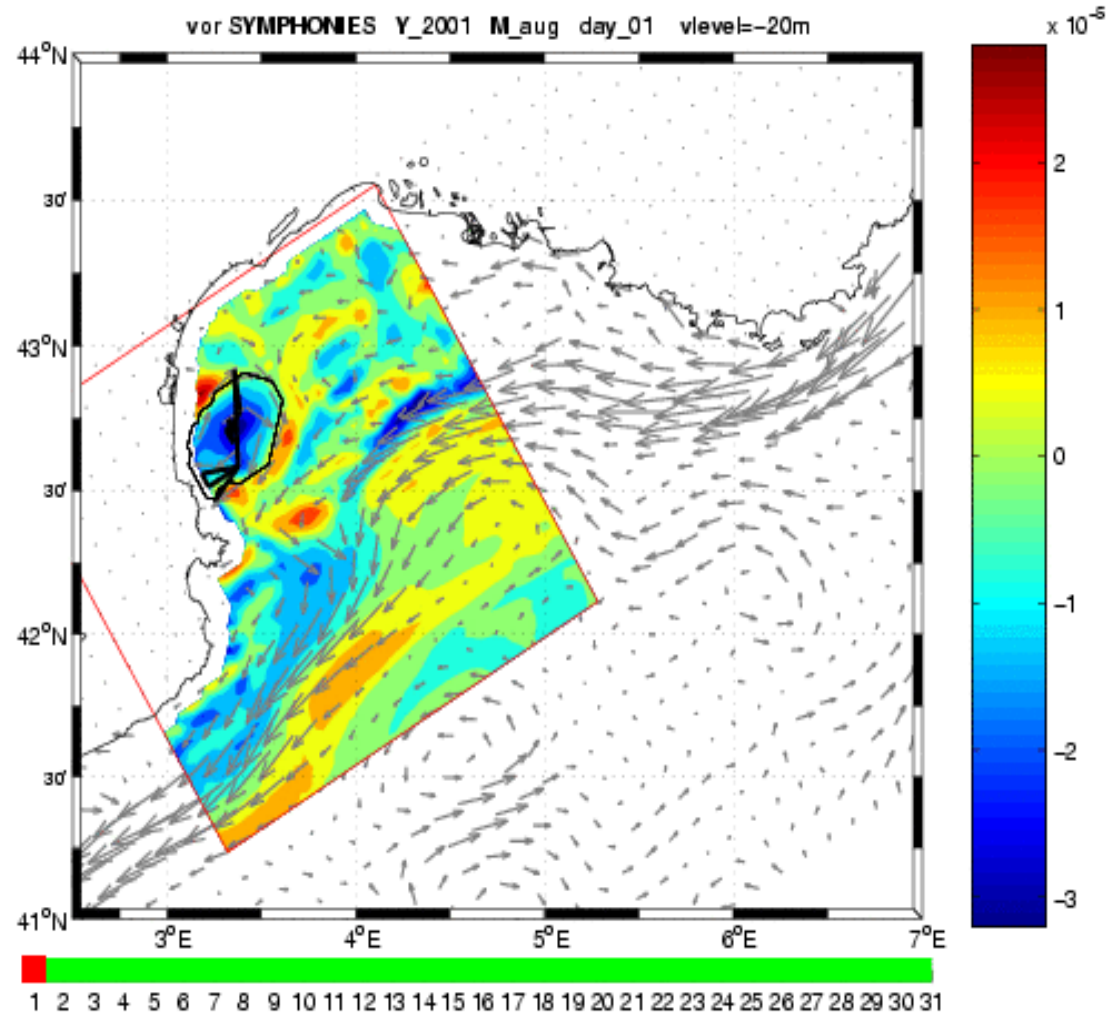 vor SYMPHONIES Y_2001 M_aug day_01 vlevel=−20m
x 10⁻⁵
44°N
30'
43°N
30'
42°N
30'
41°N
3°E 4°E 5°E 6°E 7°E
2
1
0
−1
−2
−3
1 2 3 4 5 6 7 8 9 10 11 12 13 14 15 16 17 18 19 20 21 22 23 24 25 26 27 28 29 30 31